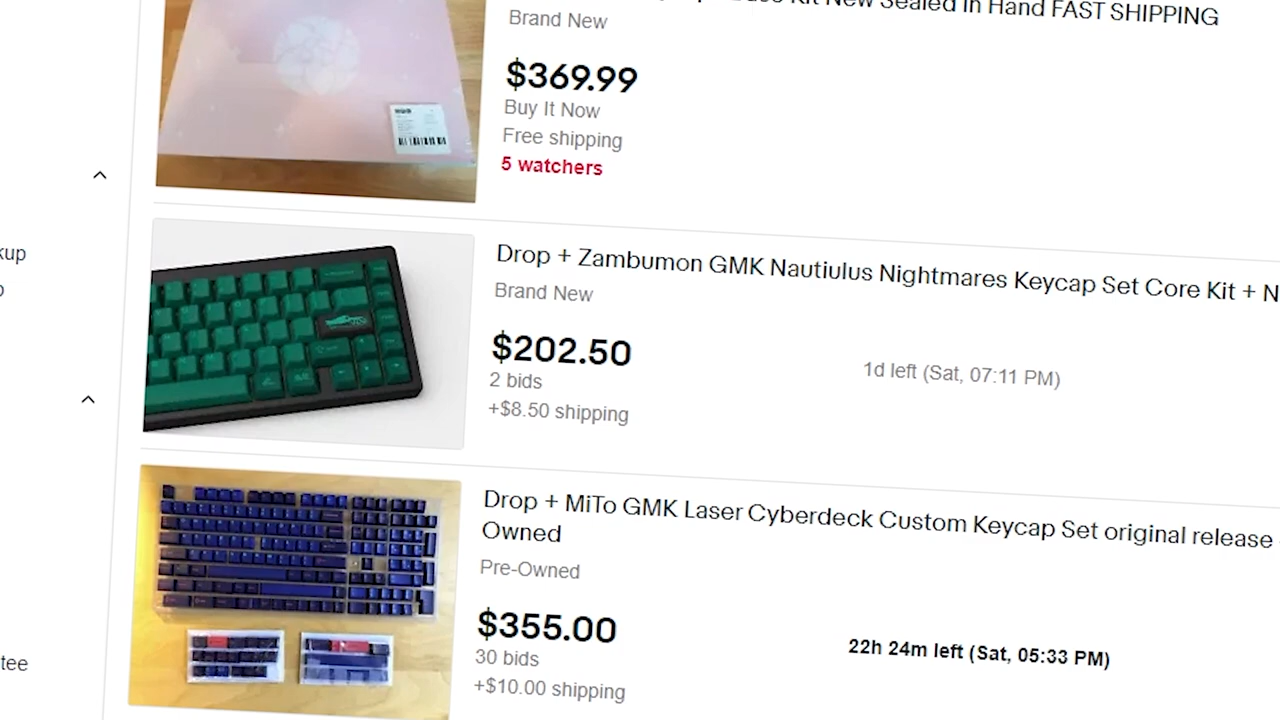 Kit New Sealed In Hand FAST SHIPPING
Brand New
$369.99
Buy It Now
Free shipping
5 watchers
Drop + Zambumon GMK Nautiulus Nightmares Keycap Set Core Kit + N
Brand New
$202.50
2 bids
1d left (Sat, 07:11 PM)
+$8.50 shipping
Drop + MiTo GMK Laser Cyberdeck Custom Keycap Set original release
Owned
Pre-Owned
$355.00
30 bids
22h 24m left (Sat, 05:33 PM)
+$10.00 shipping
kup
tee